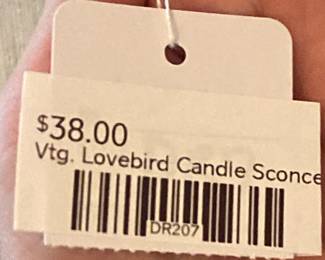 $38.00
Vtg. Lovebird Candle Sconce
DR207